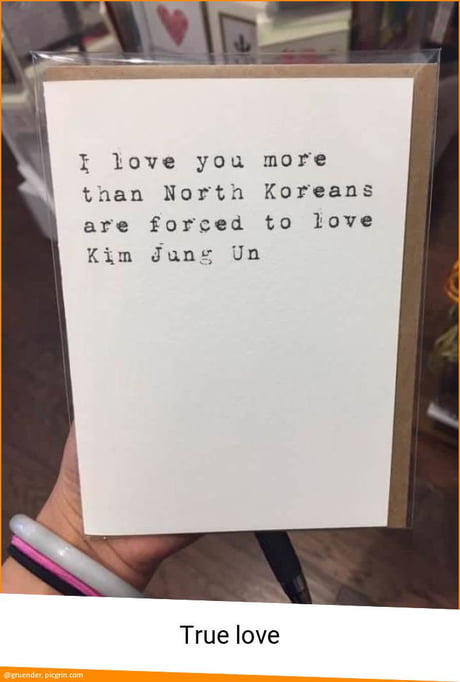 I love you more
than North Koreans
are forced to love
Kim Jung Un
True love
@gruender, picgrin.com